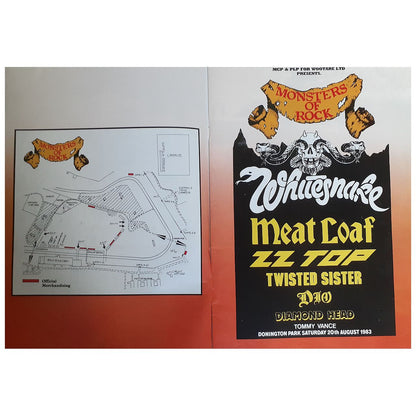 MONSTERS
OF
ROCK
Official
Merchandising
MCP & PLP FOR WOOTARE LTD
PRESENTS.
MONSTERS
OF
ROCK
Whitesnake
Meat Loaf
ZZ TOP
TWISTED SISTER
DIO
DIAMOND HEAD
TOMMY VANCE
DONINGTON PARK SATURDAY 20th AUGUST 1983